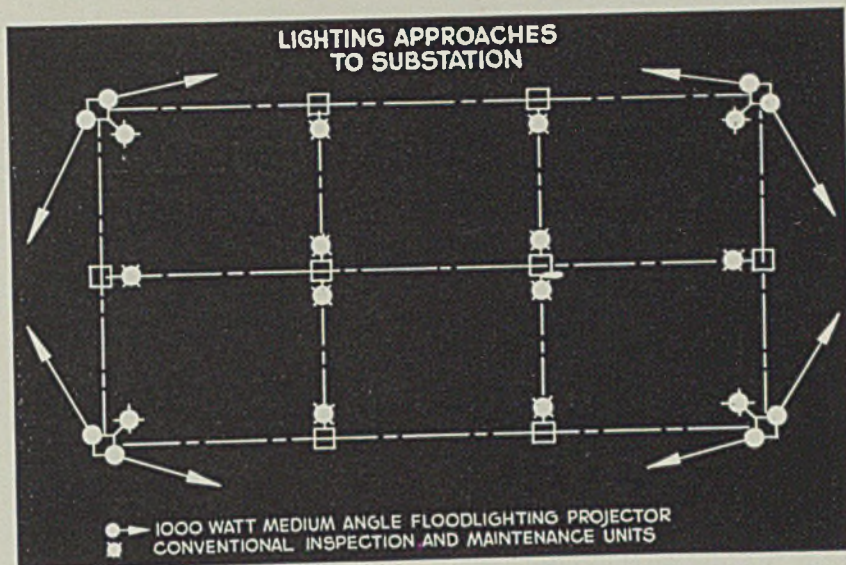 LIGHTING APPROACHES
TO SUBSTATION
1000 WATT MEDIUM ANGLE FLOODLIGHTING PROJECTOR
CONVENTIONAL INSPECTION AND MAINTENANCE UNITS